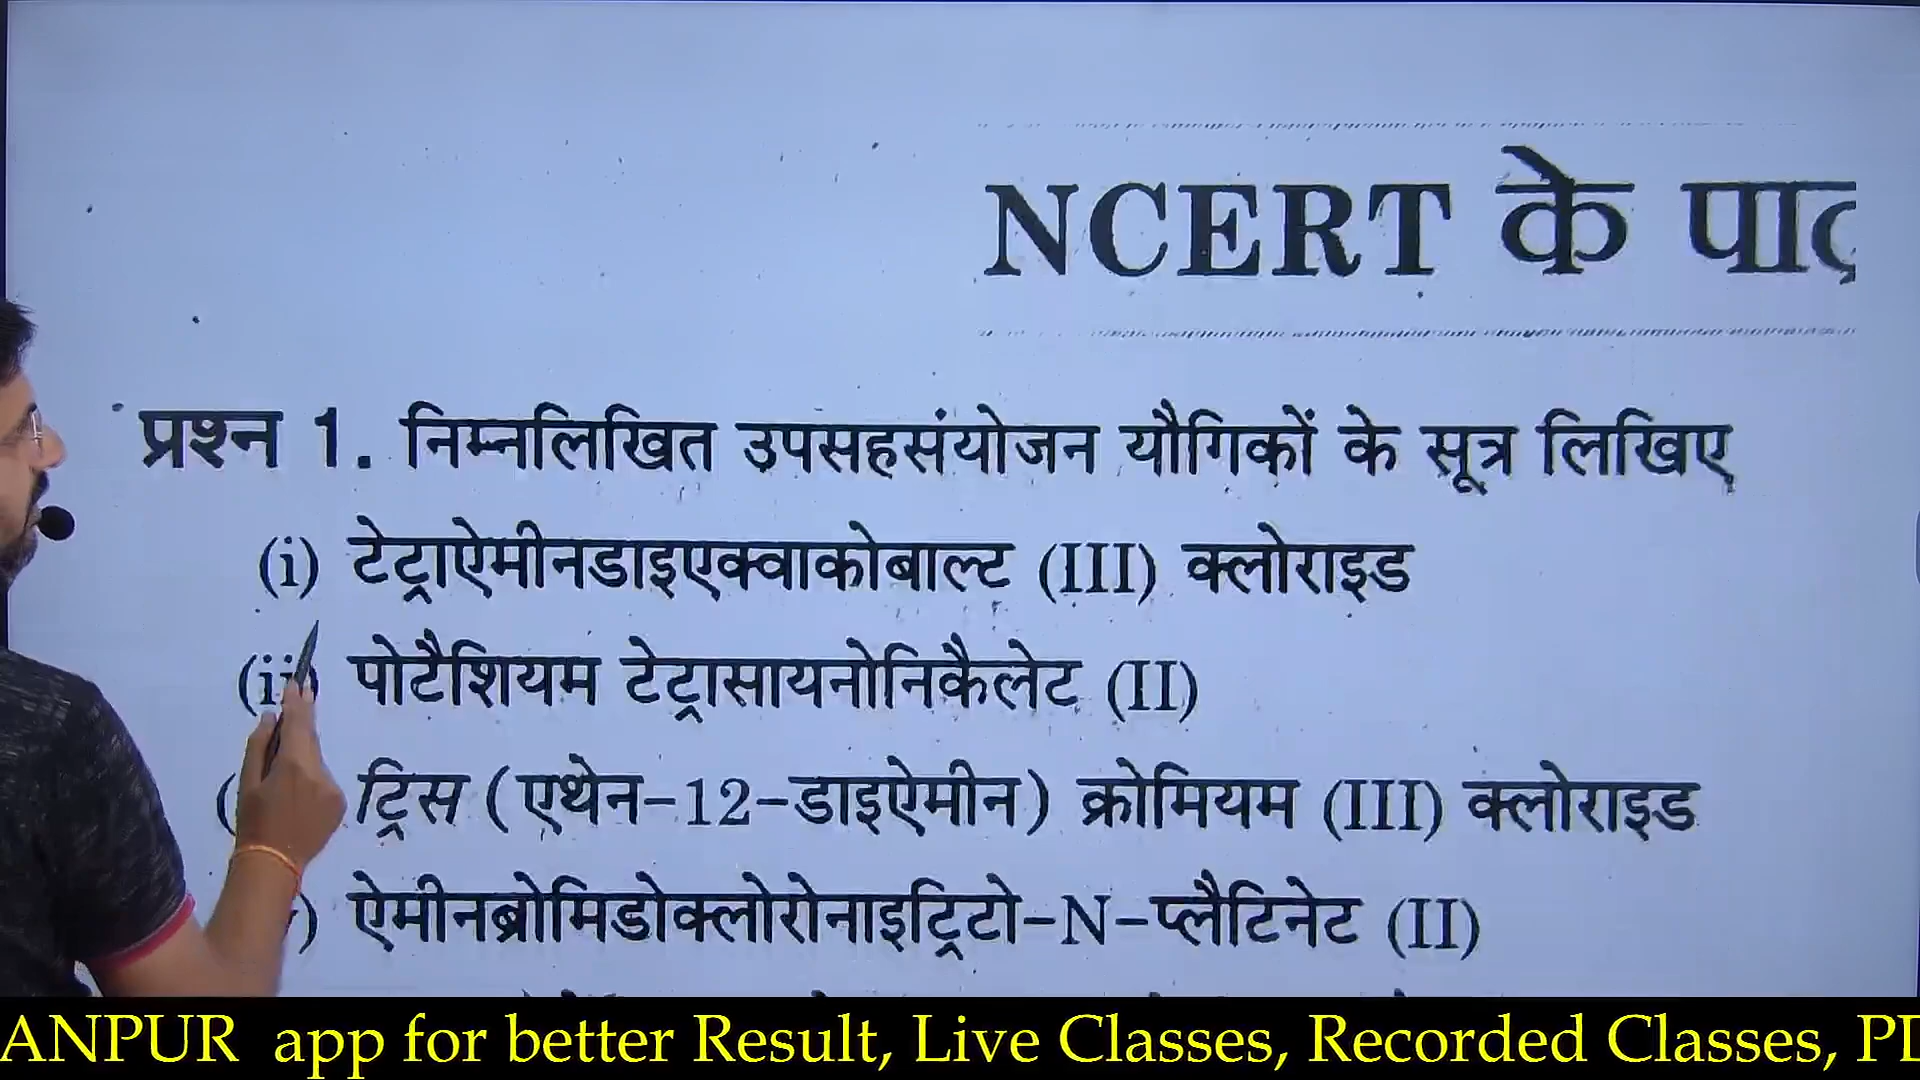 NCERT के पा
प्रश्न 1. निम्नलिखित उपसहसंयोजन यौगिकों के सूत्र लिखिए
(i) टेट्राऐमीनडाइएक्वाकोबाल्ट (III) क्लोराइड
(ii) पोटैशियम टेट्रासायनोनिकैलेट (II)
ट्रिस (एथेन-12-डाइऐमीन) क्रोमियम (III) क्लोराइड
ऐमीनब्रोमिडोक्लोरोनाइट्रिटो-N-प्लैटिनेट (II)
ANPUR app for better Result, Live Classes, Recorded Classes,